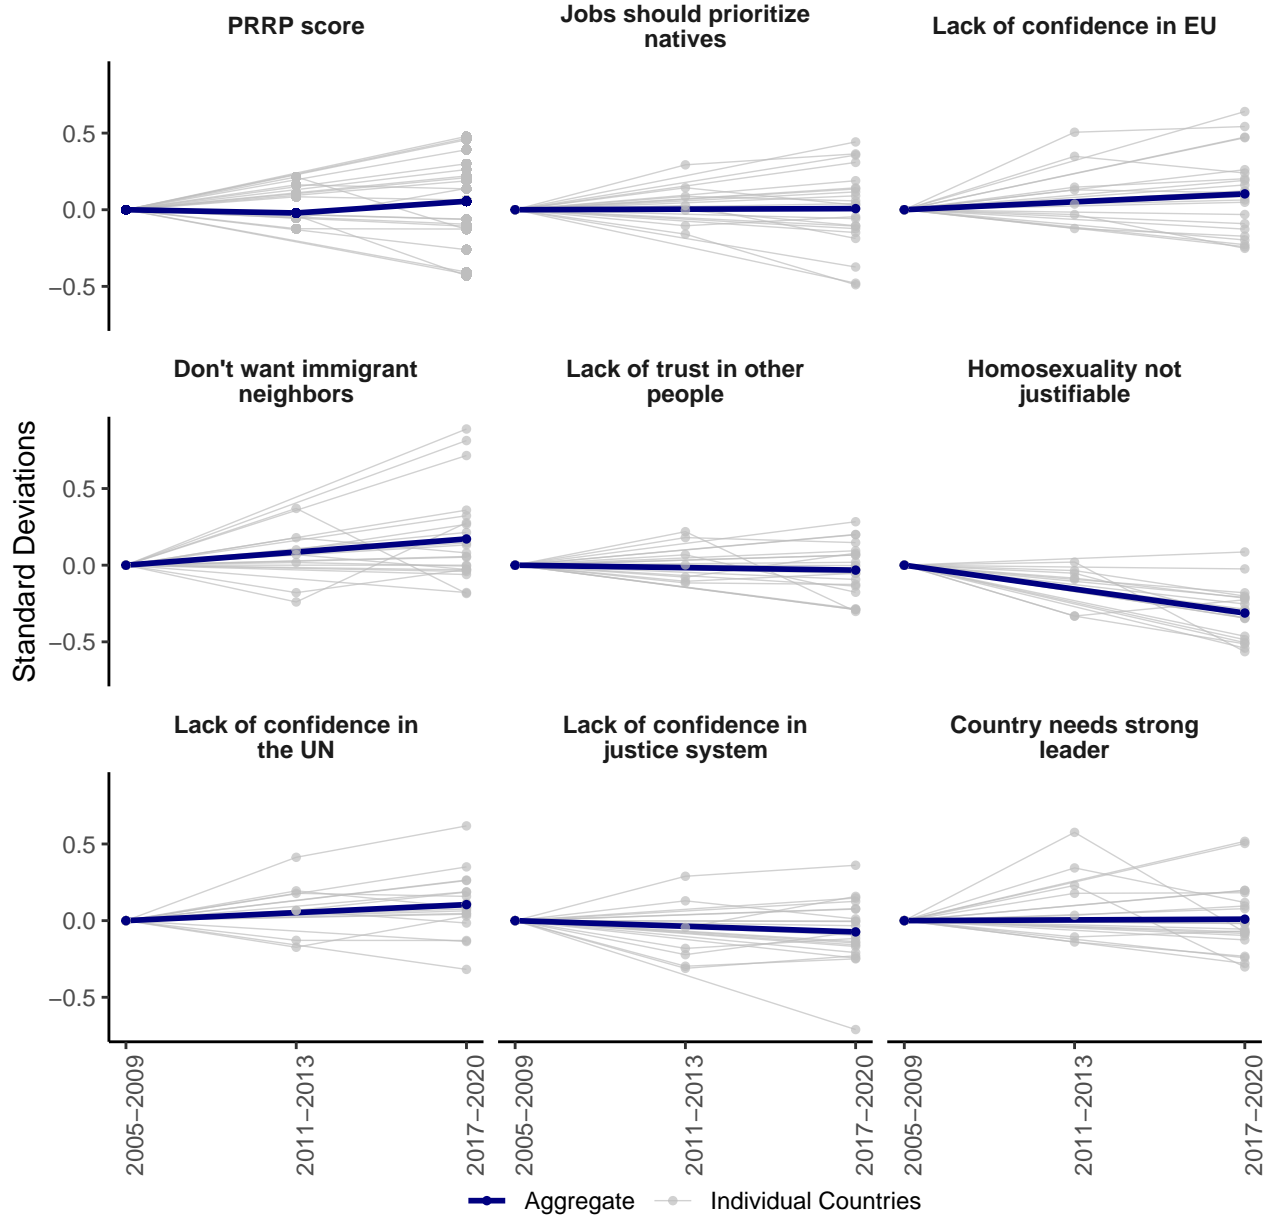 PRRP score
Jobs should prioritize
natives
Lack of confidence in EU
0.5
0.0
−0.5
Don't want immigrant
neighbors
Lack of trust in other
people
Homosexuality not
justifiable
0.5
0.0
−0.5
Standard Deviations
Lack of confidence in
the UN
Lack of confidence in
justice system
Country needs strong
leader
0.5
0.0
−0.5
2005−2009
2011−2013
2017−2020
2005−2009
2011−2013
2017−2020
2005−2009
2011−2013
2017−2020
Aggregate
Individual Countries